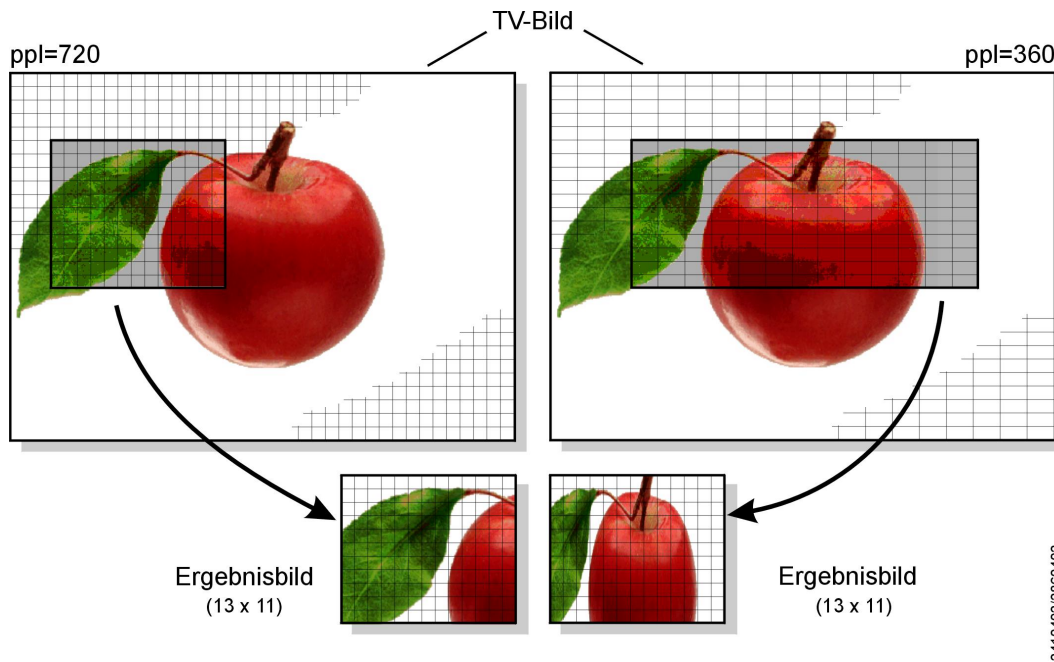 TV-Bild
ppl=720
ppl=360
Ergebnisbild
(13 x 11)
Ergebnisbild
(13 x 11)